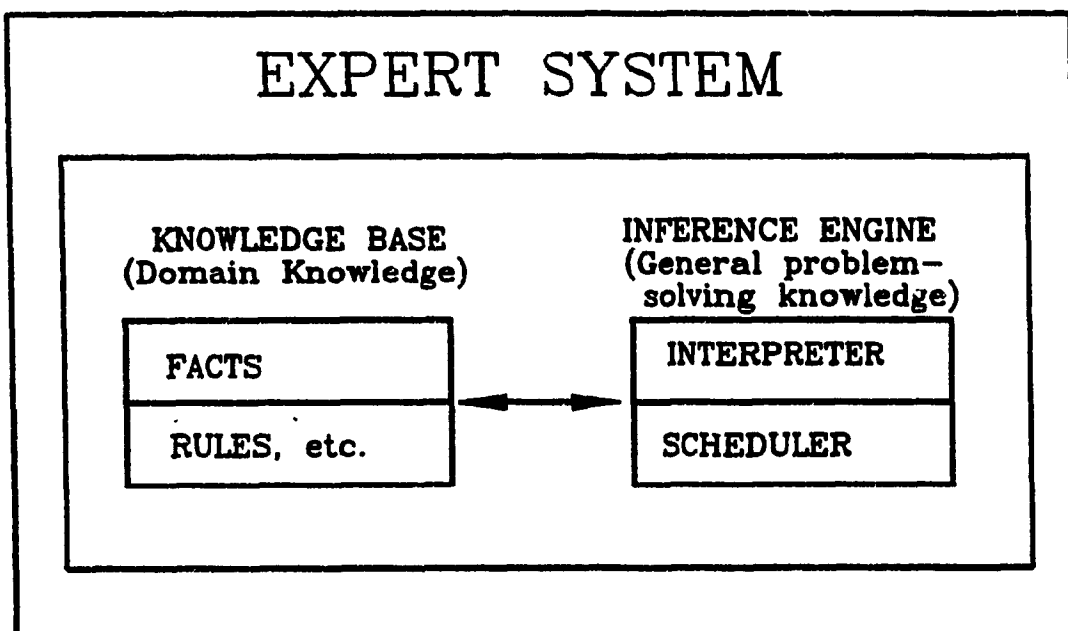 EXPERT SYSTEM
KNOWLEDGE BASE
(Domain Knowledge)
FACTS
RULES, etc.
INFERENCE ENGINE
(General problem-
solving knowledge)
INTERPRETER
SCHEDULER